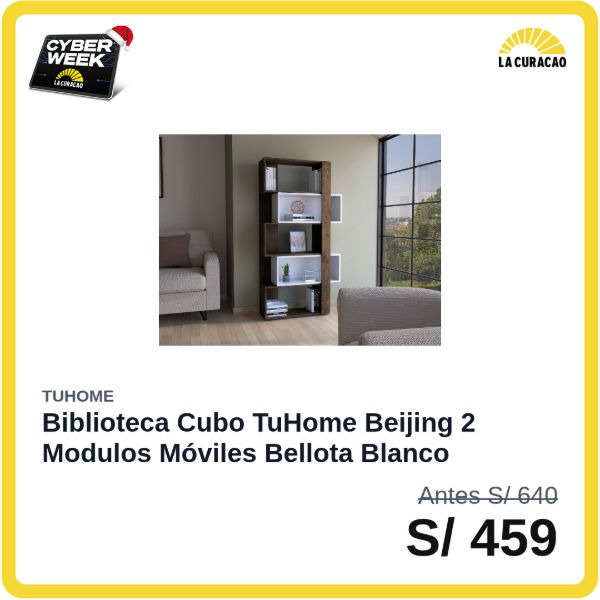 CYBER
WEEK
LA CURACAO
LA CURACAO
TUHOME
Biblioteca Cubo TuHome Beijing 2
Modulos Móviles Bellota Blanco
Antes S/ 640
S/ 459